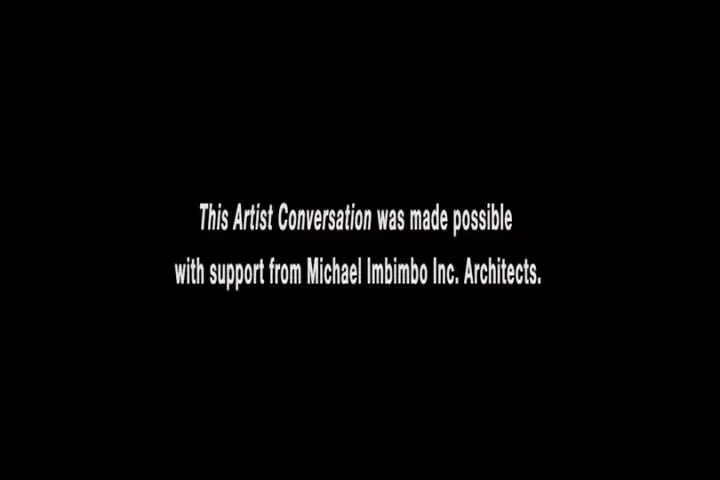 This Artist Conversation was made possible
with support from Michael Imbimbo Inc. Architects.